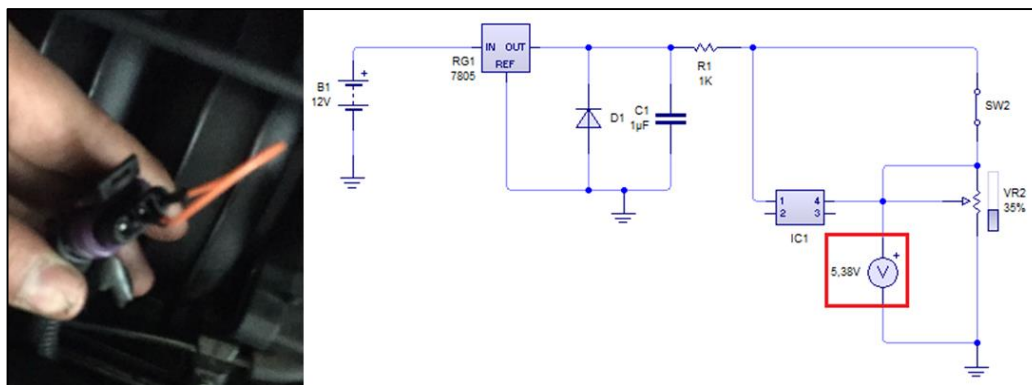 B1
12V
IN OUT
REF
RG1
7805
D1
C1
1µF
R1
1K
SW2
1 4
2 3
IC1
VR2
35%
5,38V
V
+
+